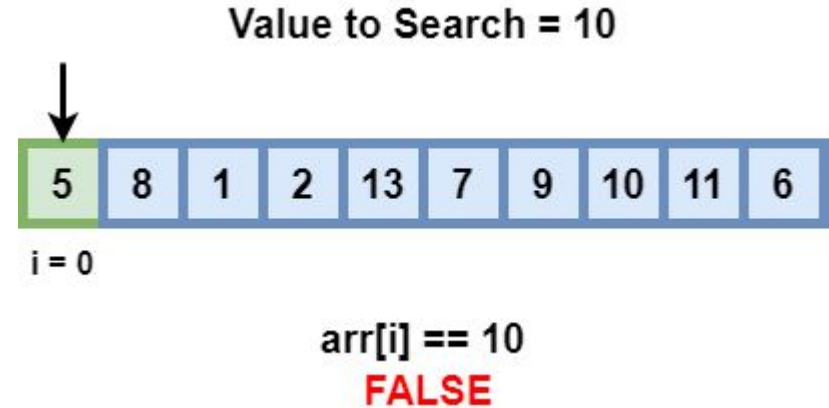 Value to Search = 10
5 8 1 2 13 7 9 10 11 6
i = 0
arr[i] == 10
FALSE